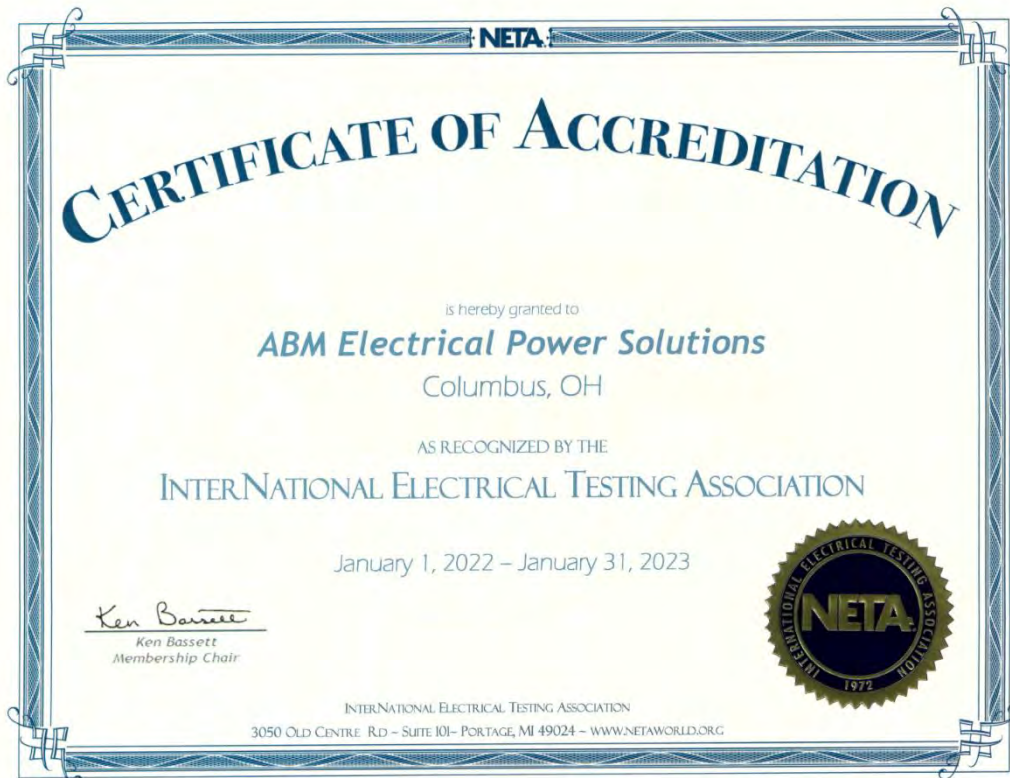 NETA
CERTIFICATE OF ACCREDITATION
is hereby granted to
ABM Electrical Power Solutions
Columbus, OH
AS RECOGNIZED BY THE
INTERNATIONAL ELECTRICAL TESTING ASSOCIATION
January 1, 2022 – January 31, 2023
Ken Bassett
Ken Bassett
Membership Chair
INTERNATIONAL ELECTRICAL TESTING ASSOCIATION
NETA
1972
INTERNATIONAL ELECTRICAL TESTING ASSOCIATION
3050 OLD CENTRE RD – SUITE 101– PORTAGE, MI 49024 – WWW.NETAWORLD.ORG